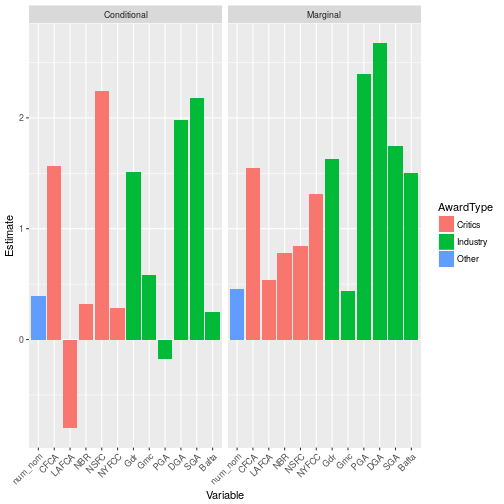 Conditional
Marginal
Estimate
2
1
0
num_nom
CFCA
LAFCA
NBR
NSFC
NYFCC
Gdr
Gmc
PGA
DGA
SGA
Bafta
num_nom
CFCA
LAFCA
NBR
NSFC
NYFCC
Gdr
Gmc
PGA
DGA
SGA
Bafta
Variable
AwardType
Critics
Industry
Other